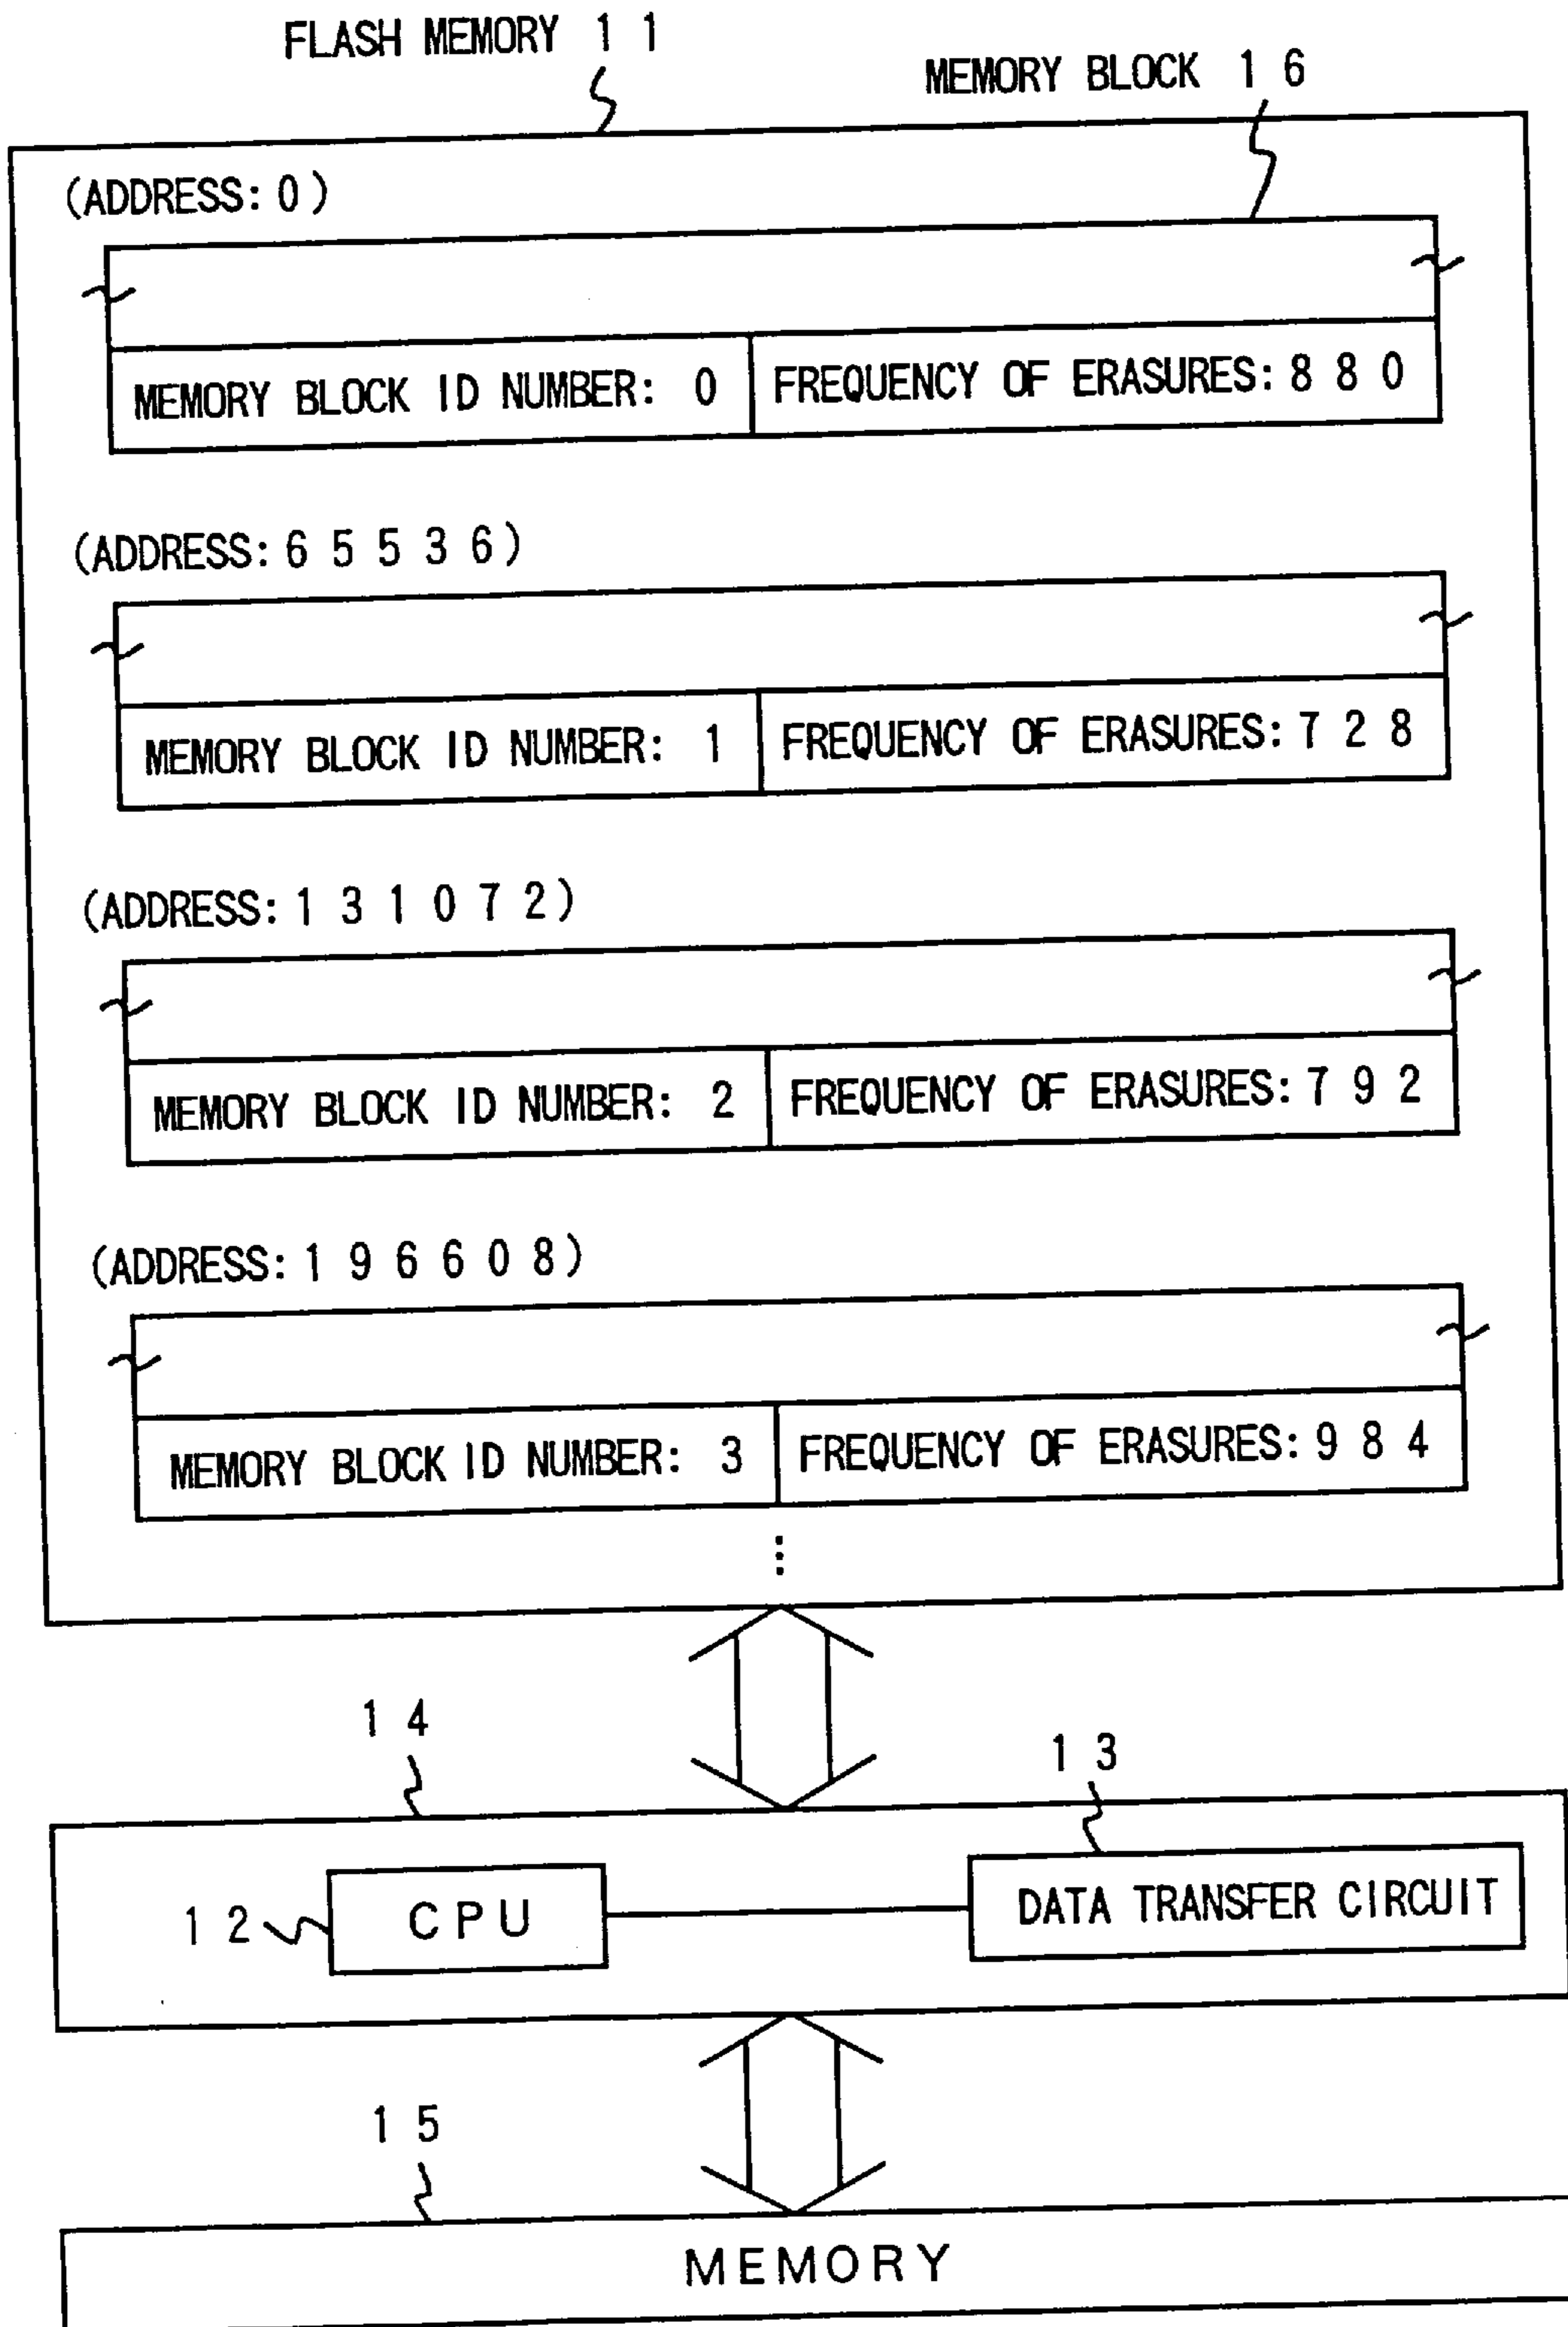 FLASH MEMORY 11
MEMORY BLOCK 16
(ADDRESS: 0)
MEMORY BLOCK ID NUMBER: 0
FREQUENCY OF ERASURES: 880
(ADDRESS: 65536)
MEMORY BLOCK ID NUMBER: 1
FREQUENCY OF ERASURES: 728
(ADDRESS: 131072)
MEMORY BLOCK ID NUMBER: 2
FREQUENCY OF ERASURES: 792
(ADDRESS: 196608)
MEMORY BLOCK ID NUMBER: 3
FREQUENCY OF ERASURES: 984
14
13
12
CPU
DATA TRANSFER CIRCUIT
15
MEMORY